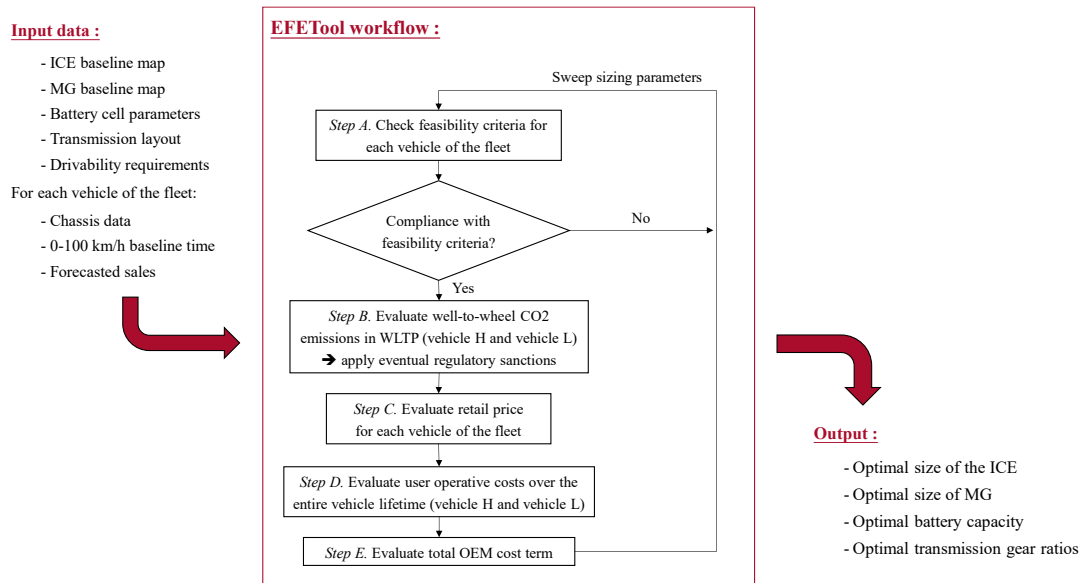 Input data :
- ICE baseline map
- MG baseline map
- Battery cell parameters
- Transmission layout
- Drivability requirements
For each vehicle of the fleet:
- Chassis data
- 0-100 km/h baseline time
- Forecasted sales
EFETool workflow :
Sweep sizing parameters
Step A. Check feasibility criteria for
each vehicle of the fleet
Compliance with
feasibility criteria?
No
Yes
Step B. Evaluate well-to-wheel CO2
emissions in WLTP (vehicle H and vehicle L)
➔ apply eventual regulatory sanctions
Step C. Evaluate retail price
for each vehicle of the fleet
Step D. Evaluate user operative costs over the
entire vehicle lifetime (vehicle H and vehicle L)
Step E. Evaluate total OEM cost term
Output :
- Optimal size of the ICE
- Optimal size of MG
- Optimal battery capacity
- Optimal transmission gear ratios